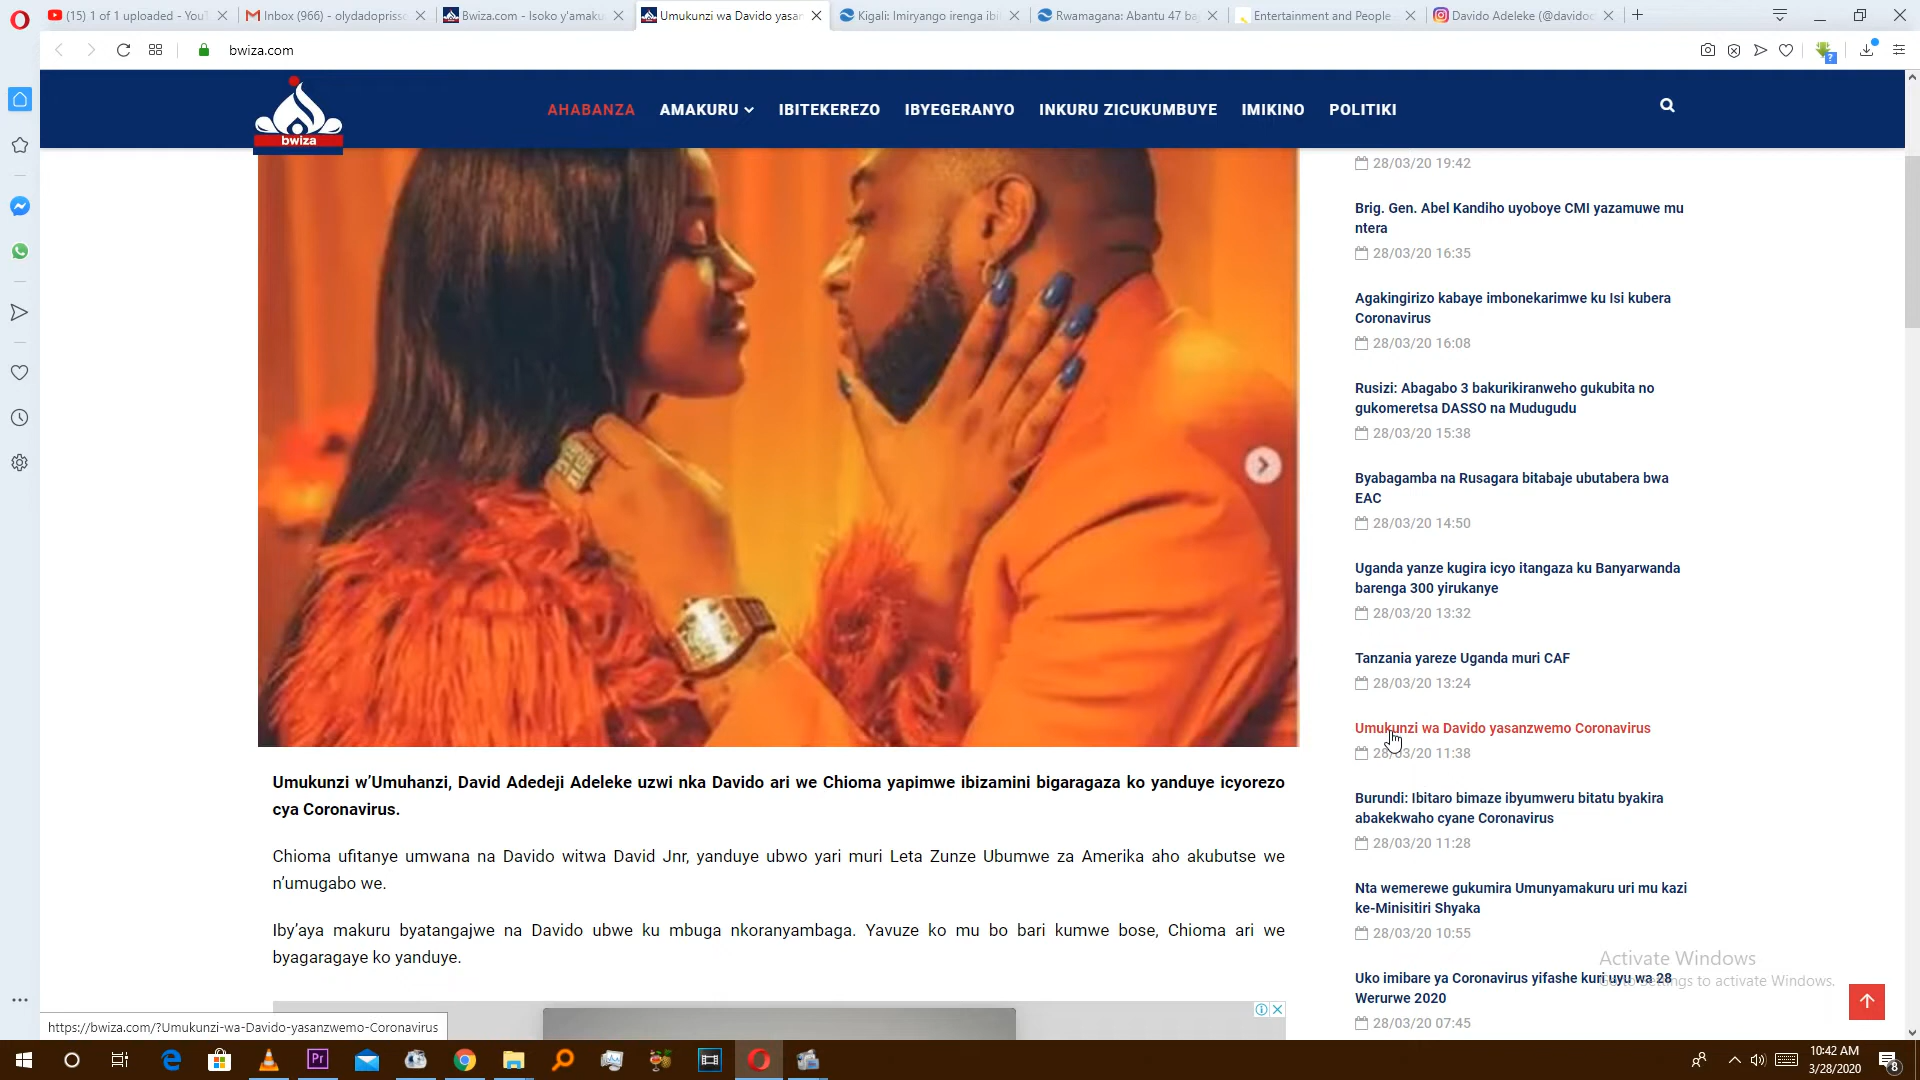 (15) 1 of 1 uploaded - You
Inbox (966) - olydadoprisso
Bwiza.com - Isoko y'amaku
Umukunzi wa Davido yasan
Kigali: Imiryango irenga ibi
Rwamagana: Abantu 47 ba
Entertainment and People
Davido Adeleke (@davido
bwiza.com
bwiza
AHABANZA AMAKURU IBITEKEREZO IBYEGERANYO INKURU ZICUKUMBUYE IMIKINO POLITIKI
28/03/20 19:42
Brig. Gen. Abel Kandiho uyoboye CMI yazamuwe mu
ntera
28/03/20 16:35
Agakingirizo kabaye imbonekarimwe ku Isi kubera
Coronavirus
28/03/20 16:08
Rusizi: Abagabo 3 bakurikiranweho gukubita no
gukomeretsa DASSO na Mudugudu
28/03/20 15:38
Byabagamba na Rusagara bitabaje ubutabera bwa
EAC
28/03/20 14:50
Uganda yanze kugira icyo itangaza ku Banyarwanda
barenga 300 yirukanye
28/03/20 13:32
Tanzania yareze Uganda muri CAF
28/03/20 13:24
Umukunzi wa Davido yasanzwemo Coronavirus
28/03/20 11:38
Burundi: Ibitaro bimaze ibyumweru bitatu byakira
abakekwaho cyane Coronavirus
28/03/20 11:28
Nta wemerewe gukumira Umunyamakuru uri mu kazi
ke-Minisitiri Shyaka
28/03/20 10:55
Uko imibare ya Coronavirus yifashe kuri uyu wa 28
Werurwe 2020
28/03/20 07:45
Umukunzi w’Umuhanzi, David Adedeji Adeleke uzwi nka Davido ari we Chioma yapimwe ibizamini bigaragaza ko yanduye icyorezo
cya Coronavirus.
Chioma ufitanye umwana na Davido witwa David Jnr, yanduye ubwo yari muri Leta Zunze Ubumwe za Amerika aho akubutse we
n’umugabo we.
Iby’aya makuru byatangajwe na Davido ubwe ku mbuga nkoranyambaga. Yavuze ko mu bo bari kumwe bose, Chioma ari we
byagaragaye ko yanduye.
Activate Windows
Go to Settings to activate Windows.
https://bwiza.com/?Umukunzi-wa-Davido-yasanzwemo-Coronavirus
Pr
10:42 AM
3/28/2020
8